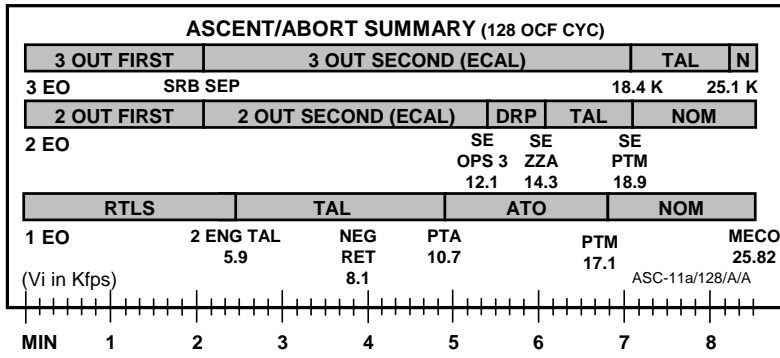 ASCENT/ABORT SUMMARY (128 OCF CYC)
3 OUT FIRST 3 OUT SECOND (ECAL) TAL N
3 EO SRB SEP 18.4 K 25.1 K
2 OUT FIRST 2 OUT SECOND (ECAL) DRP TAL NOM
2 EO SE SE SE
OPS 3 ZZA PTM
12.1 14.3 18.9
RTLS TAL ATO NOM
1 EO 2 ENG TAL NEG PTA PTM MECO
5.9 RET 10.7 17.1 25.82
(Vi in Kfps) 8.1 ASC-11a/128/A/A
MIN 1 2 3 4 5 6 7 8